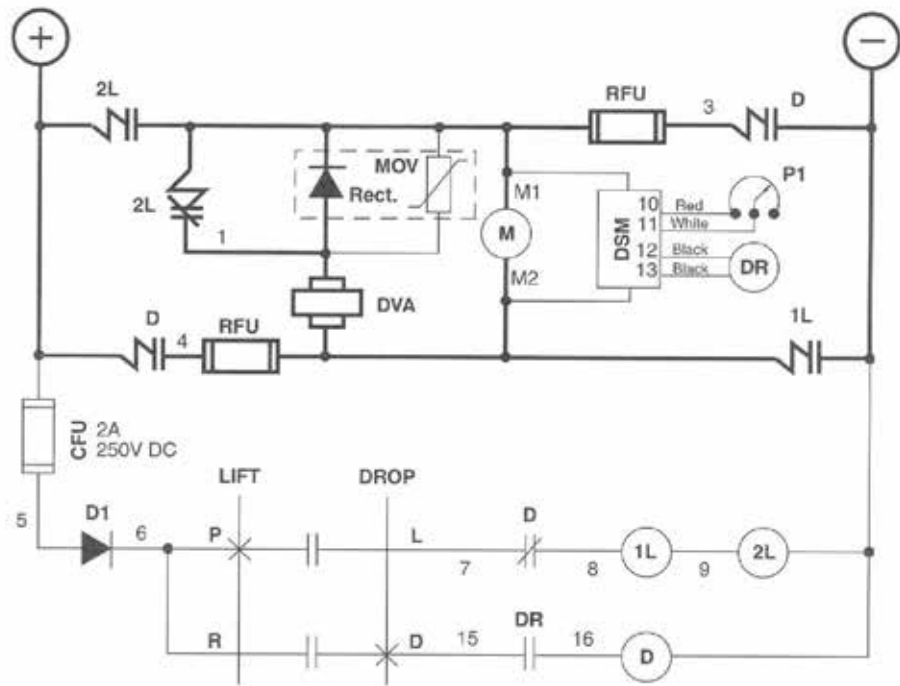 +
−
2L
RFU
3
D
2L
1
Rect.
MOV
M
M1
M2
DSM
10
Red
11
White
12
Black
13
Black
P1
DR
DVA
D
4
RFU
1L
CFU
2A
250V DC
5
D1
6
LIFT
DROP
P
L
7
D
8
1L
9
2L
R
D
15
DR
16
D